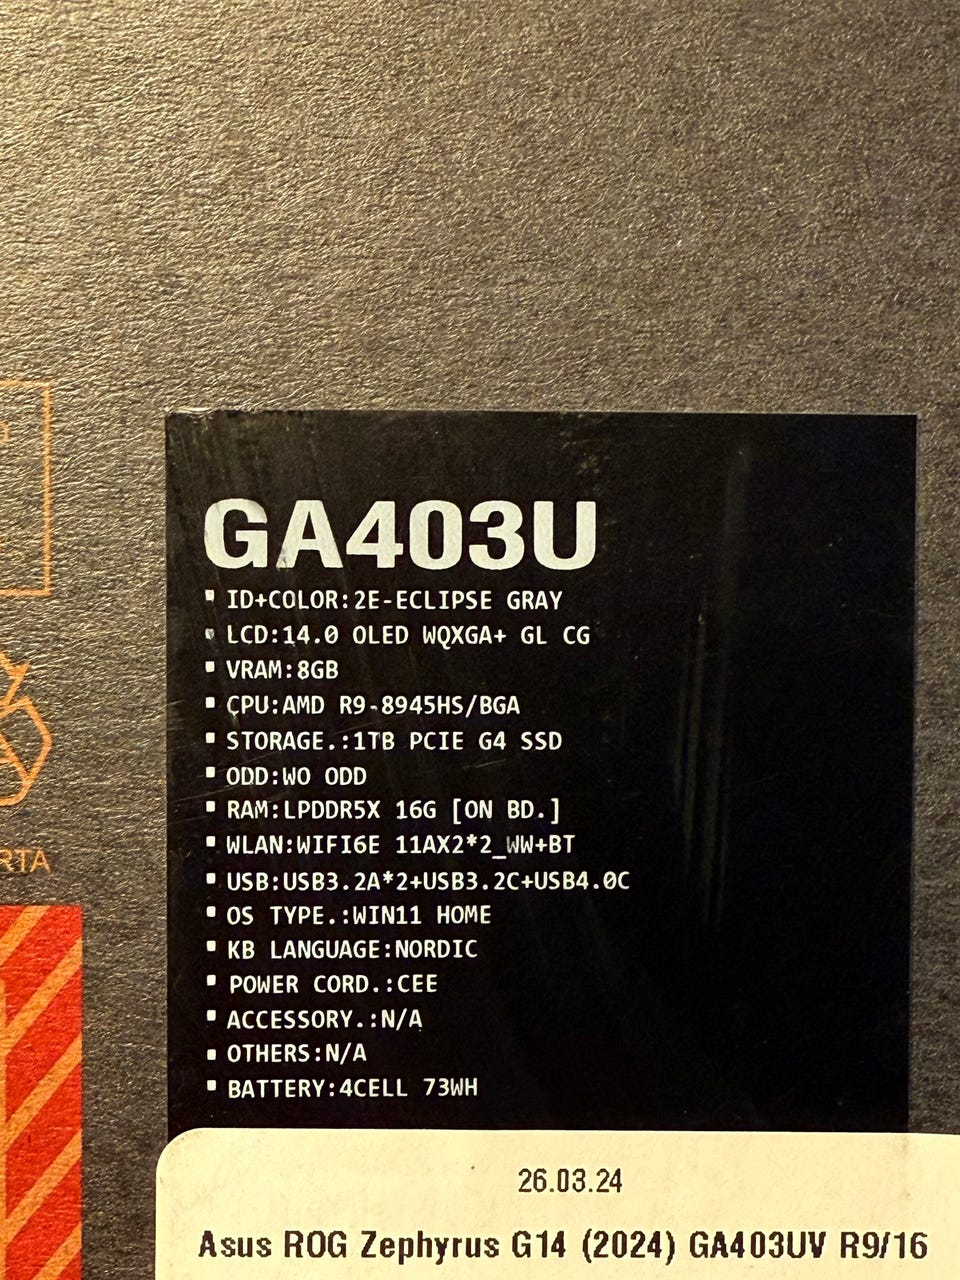 RTA
GA403U
ID+COLOR:2E-ECLIPSE GRAY
LCD:14.0 OLED WQXGA+ GL CG
VRAM:8GB
CPU:AMD R9-8945HS/BGA
STORAGE.:1TB PCIE G4 SSD
ODD:WO ODD
RAM:LPDDR5X 16G [ON BD.]
WLAN:WIFI6E 11AX2*2_WW+BT
USB:USB3.2A*2+USB3.2C+USB4.0C
OS TYPE.:WIN11 HOME
KB LANGUAGE:NORDIC
POWER CORD.:CEE
ACCESSORY.:N/A
OTHERS:N/A
BATTERY:4CELL 73WH
26.03.24
Asus ROG Zephyrus G14 (2024) GA403UV R9/16